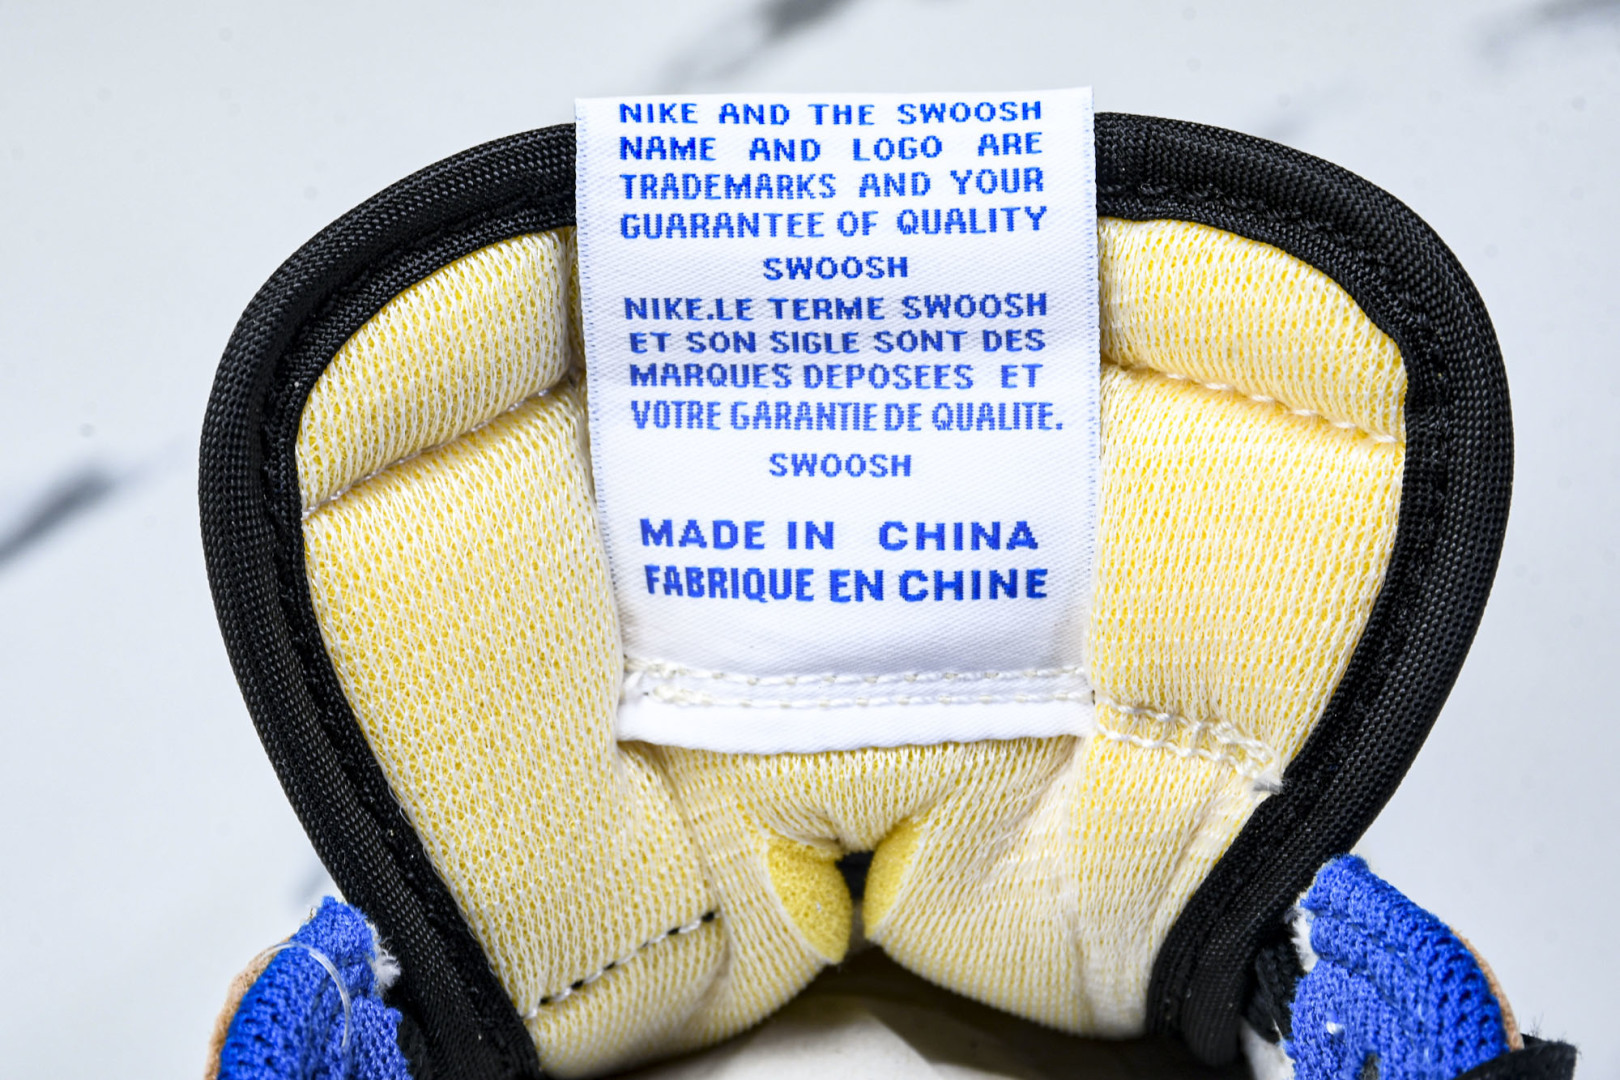 NIKE AND THE SWOOSH
NAME AND LOGO ARE
TRADEMARKS AND YOUR
GUARANTEE OF QUALITY
SWOOSH
NIKE.LE TERME SWOOSH
ET SON SIGLE SONT DES
MARQUES DEPOSEES ET
VOTRE GARANTIE DE QUALITE.
SWOOSH
MADE IN CHINA
FABRIQUE EN CHINE